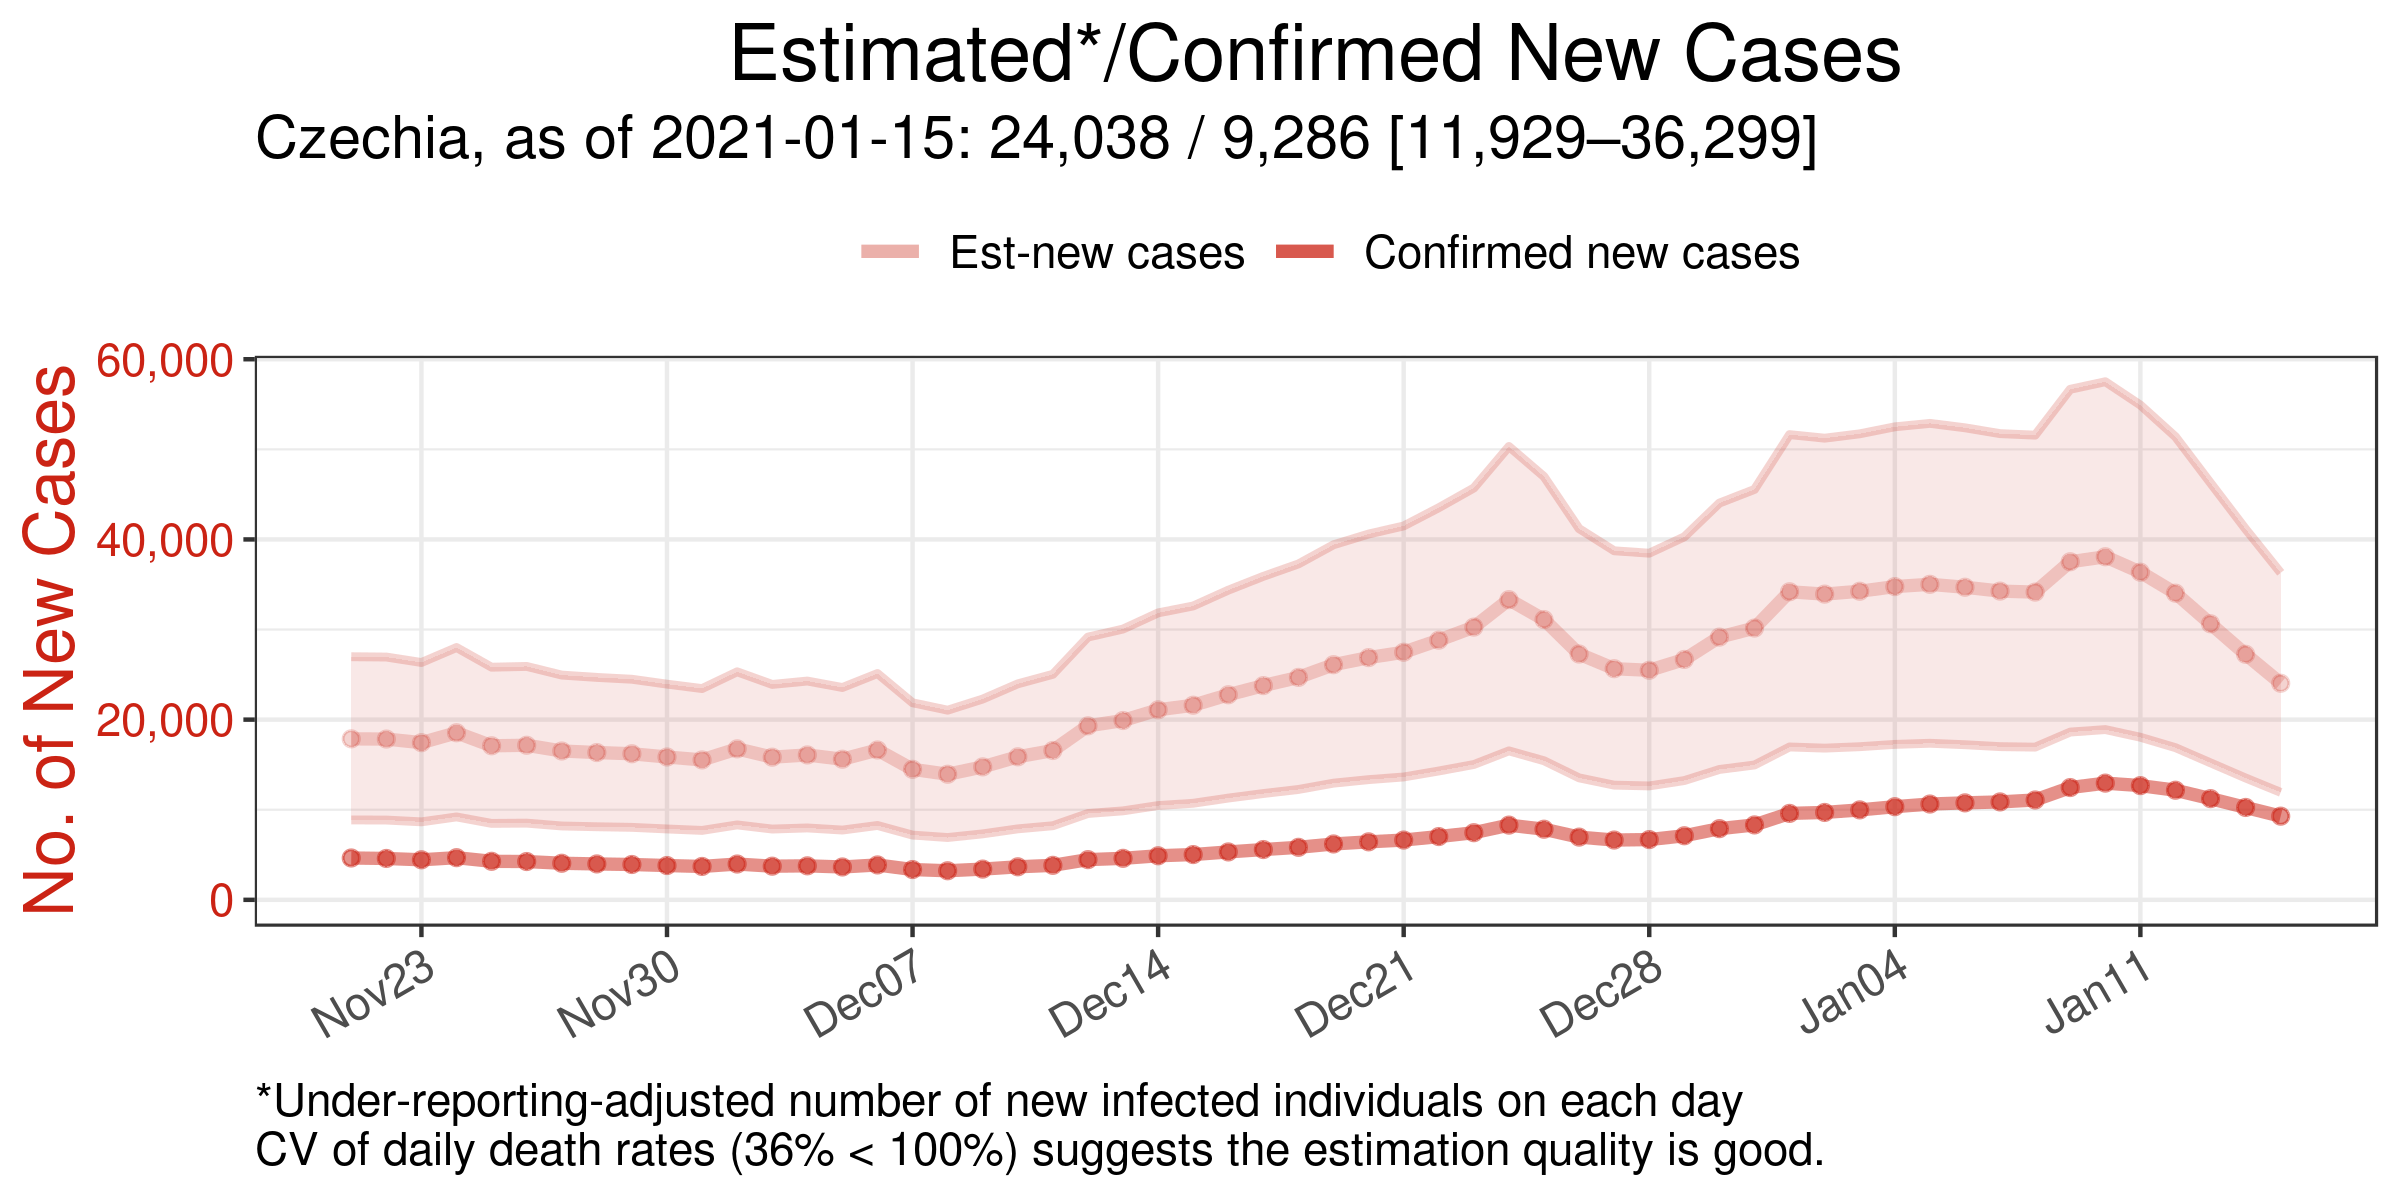 Estimated*/Confirmed New Cases
Czechia, as of 2021-01-15: 24,038 / 9,286 [11,929–36,299]
Est-new cases
Confirmed new cases
No. of New Cases
60,000
40,000
20,000
0
Nov23
Nov30
Dec07
Dec14
Dec21
Dec28
Jan04
Jan11
*Under-reporting-adjusted number of new infected individuals on each day
CV of daily death rates (36% < 100%) suggests the estimation quality is good.